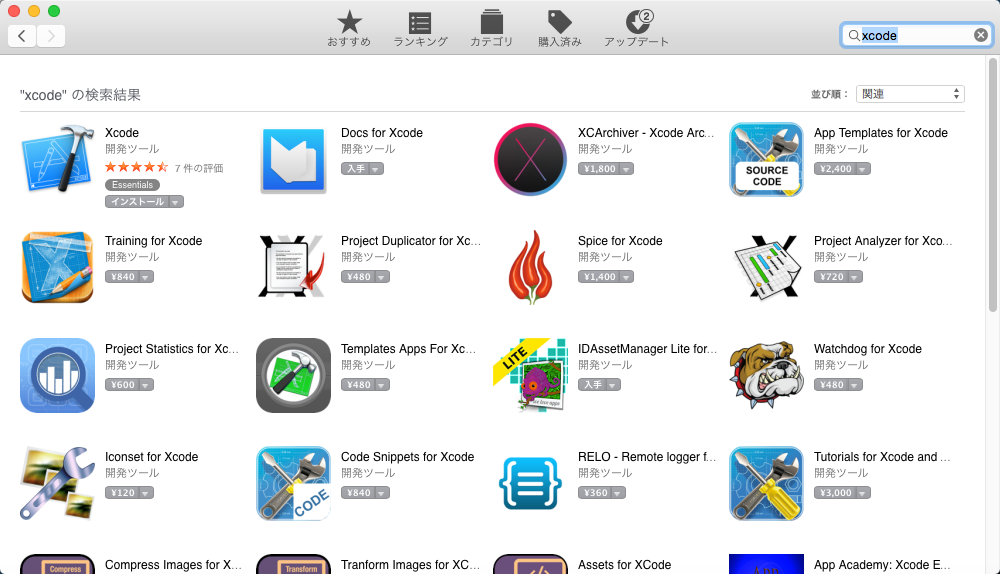 2
おすすめ
ランキング
カテゴリ
購入済み
アップデート
xcode
"xcode" の検索結果
並び順：
関連
Xcode
開発ツール
7 件の評価
Essentials
インストール
Docs for Xcode
開発ツール
入手
XCArchiver - Xcode Arc...
開発ツール
¥1,800
SOURCE
CODE
App Templates for Xcode
開発ツール
¥2,400
Training for Xcode
開発ツール
¥840
Project Duplicator for Xc...
開発ツール
¥480
Spice for Xcode
開発ツール
¥1,400
Project Analyzer for Xco...
開発ツール
¥720
Project Statistics for Xc...
開発ツール
¥600
Templates Apps For Xc...
開発ツール
¥480
LITE
we love apps
IDAssetManager Lite for...
開発ツール
入手
Watchdog for Xcode
開発ツール
¥480
Iconset for Xcode
開発ツール
¥120
CODE
Code Snippets for Xcode
開発ツール
¥840
RELO - Remote logger f...
開発ツール
¥360
Tutorials for Xcode and ...
開発ツール
¥3,000
Compress
Compress Images for X...
Transform
Tranform Images for XC...
Assets for XCode
App Academy: Xcode E...